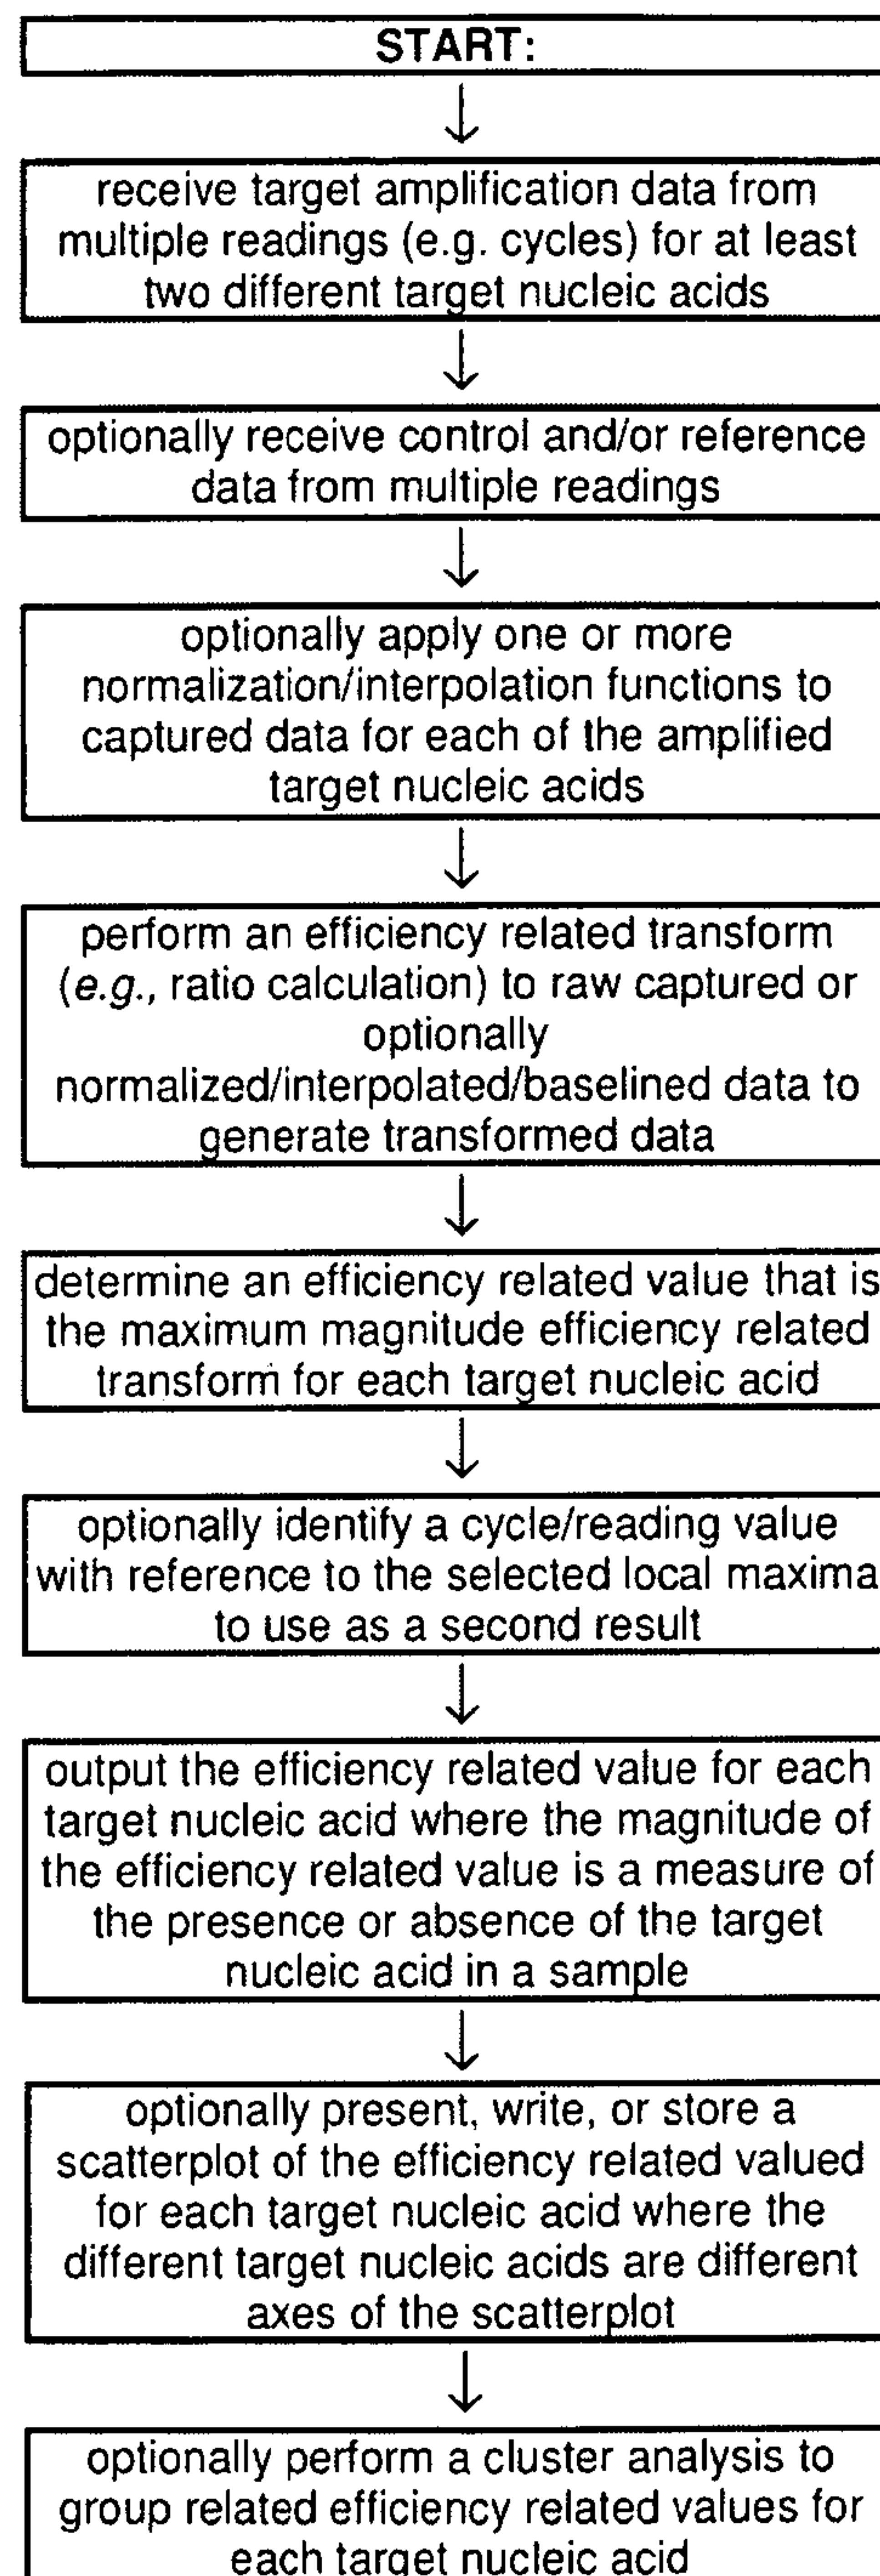 START:
receive target amplification data from
multiple readings (e.g. cycles) for at least
two different target nucleic acids
optionally receive control and/or reference
data from multiple readings
optionally apply one or more
normalization/interpolation functions to
captured data for each of the amplified
target nucleic acids
perform an efficiency related transform
(e.g., ratio calculation) to raw captured or
optionally
normalized/interpolated/baselined data to
generate transformed data
determine an efficiency related value that is
the maximum magnitude efficiency related
transform for each target nucleic acid
optionally identify a cycle/reading value
with reference to the selected local maxima
to use as a second result
output the efficiency related value for each
target nucleic acid where the magnitude of
the efficiency related value is a measure of
the presence or absence of the target
nucleic acid in a sample
optionally present, write, or store a
scatterplot of the efficiency related valued
for each target nucleic acid where the
different target nucleic acids are different
axes of the scatterplot
optionally perform a cluster analysis to
group related efficiency related values for
each target nucleic acid